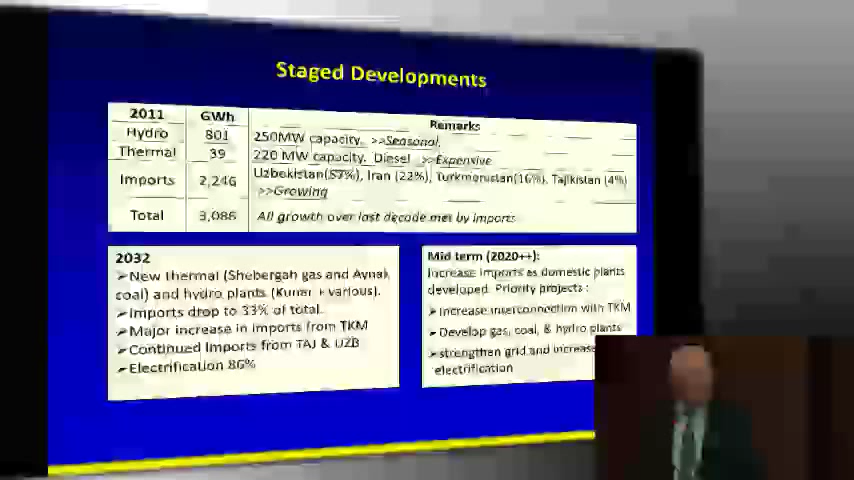 Staged Developments
2011 GWh Remarks
Hydro 801 250MW capacity. >>Seasonal.
Thermal 39 220 MW capacity. Diesel >>Expensive
Imports 2,246 Uzbekistan(57%), Iran (22%), Turkmenistan(16%), Tajikistan (4%)
>>Growing
Total 3,086 All growth over last decade met by imports
2032
➢New thermal (Shebergah gas and Aynak
coal) and hydro plants (Kunar + various).
➢Imports drop to 33% of total.
➢Major increase in imports from TKM
➢Continued Imports from TAJ & UZB
➢Electrification 86%
Mid term (2020++):
Increase imports as domestic plants
developed. Priority projects :
➢Increase interconnection with TKM
➢Develop gas, coal, & hydro plants
➢strengthen grid and increase
electrification